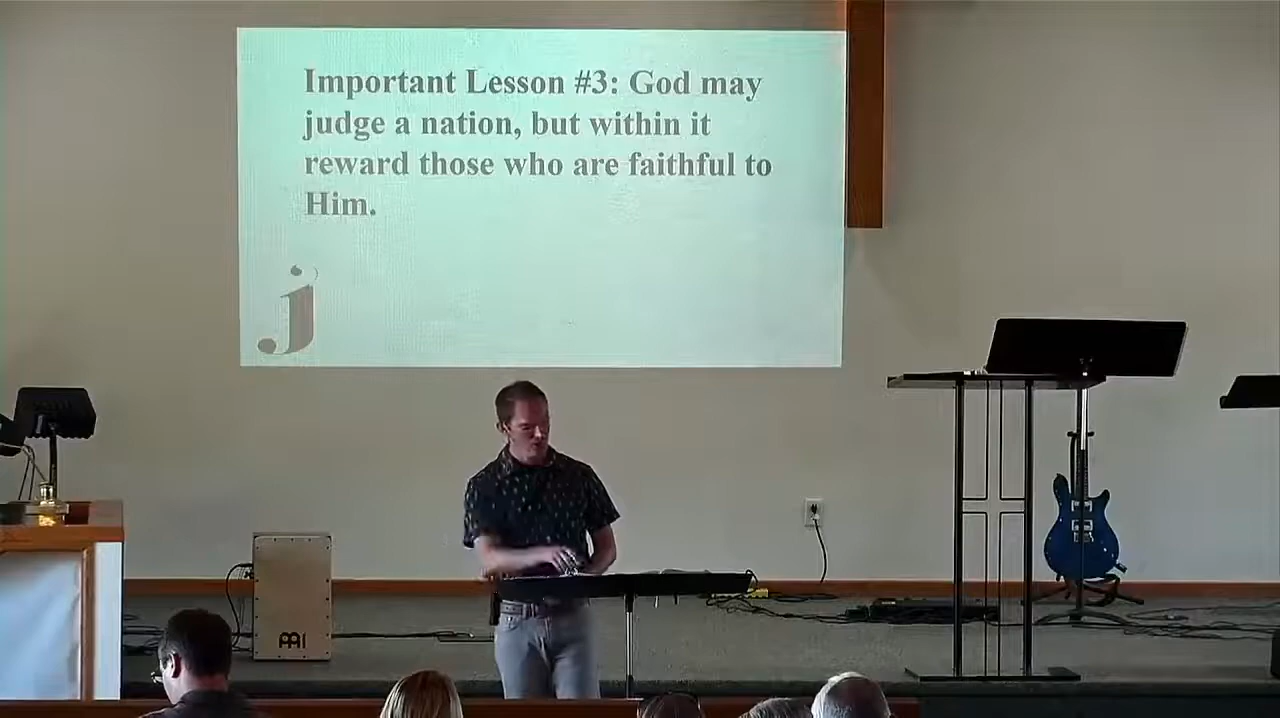 Important Lesson #3: God may
judge a nation, but within it
reward those who are faithful to
Him.
j